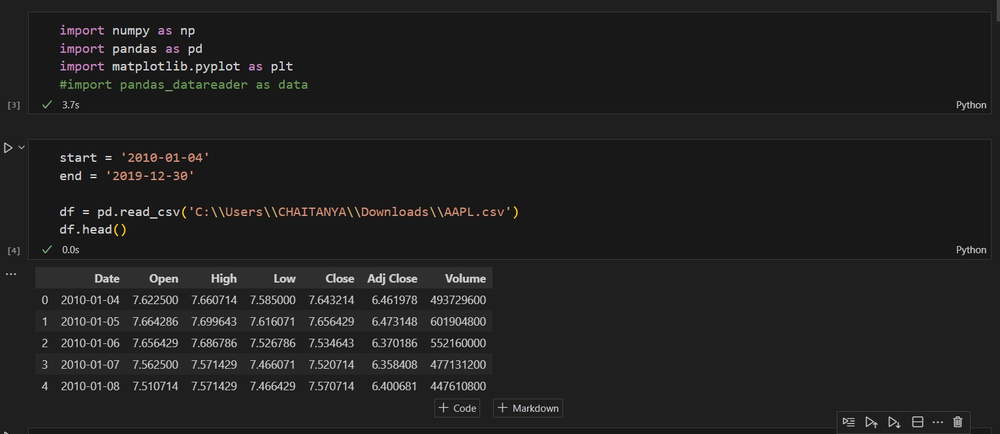 import numpy as np
import pandas as pd
import matplotlib.pyplot as plt
#import pandas_datareader as data
[3] 3.7s Python
start = '2010-01-04'
end = '2019-12-30'
df = pd.read_csv('C:\\Users\\CHAITANYA\\Downloads\\AAPL.csv')
df.head()
[4] 0.0s Python
Date Open High Low Close Adj Close Volume
0 2010-01-04 7.622500 7.660714 7.585000 7.643214 6.461978 493729600
1 2010-01-05 7.664286 7.699643 7.616071 7.656429 6.473148 601904800
2 2010-01-06 7.656429 7.686786 7.526786 7.534643 6.370186 552160000
3 2010-01-07 7.562500 7.571429 7.466071 7.520714 6.358408 477131200
4 2010-01-08 7.510714 7.571429 7.466429 7.570714 6.400681 447610800
+ Code + Markdown